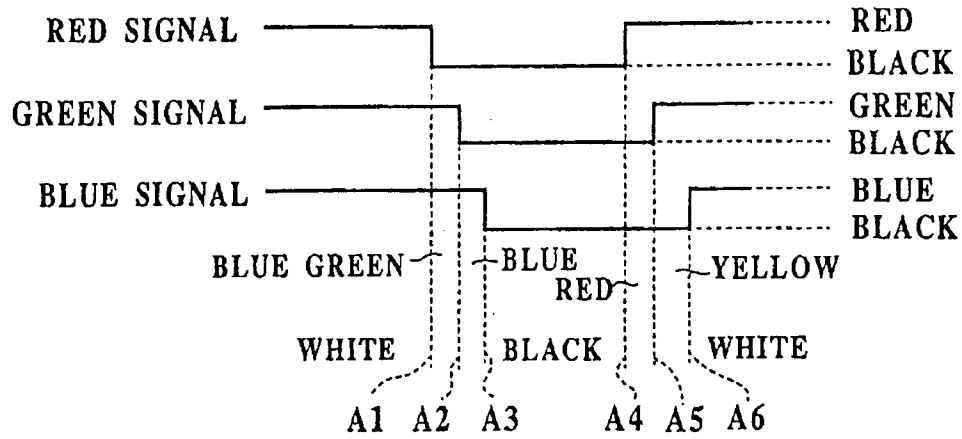 RED SIGNAL
RED
BLACK
GREEN SIGNAL
GREEN
BLACK
BLUE SIGNAL
BLUE
BLACK
BLUE GREEN
BLUE
RED
YELLOW
WHITE
BLACK
WHITE
A1 A2 A3 A4 A5 A6